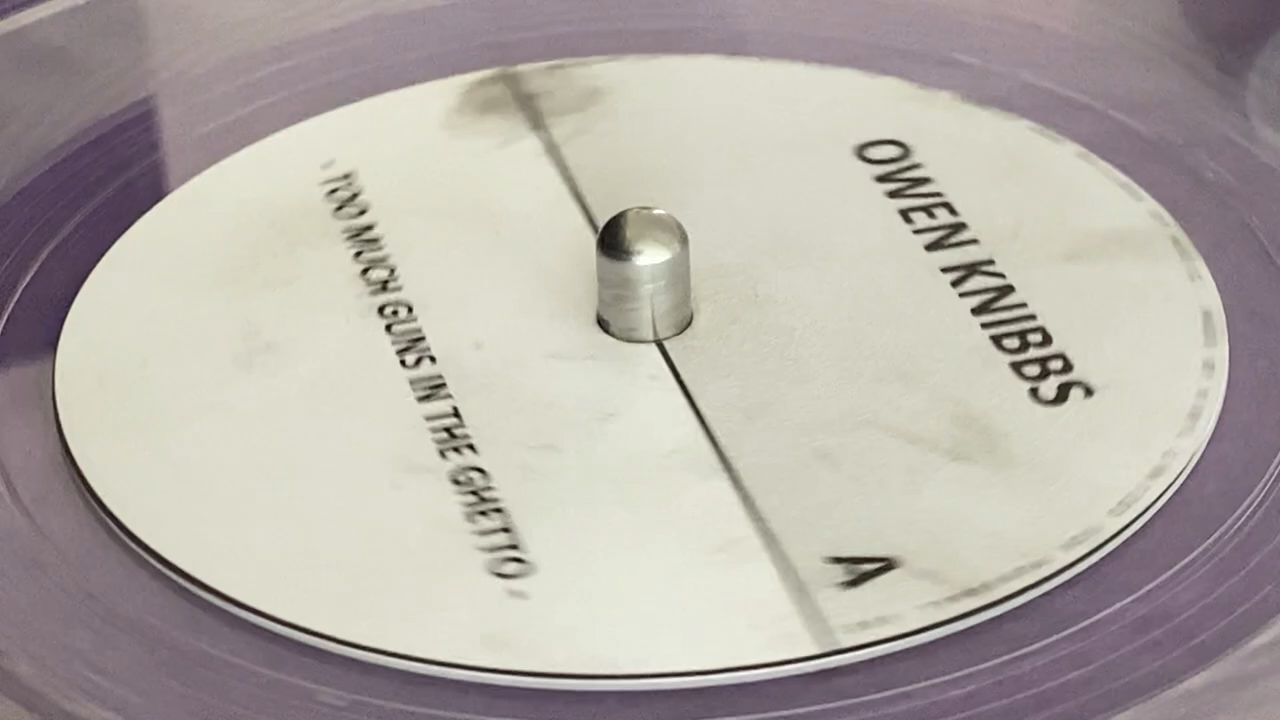 OWEN KNIBBS
A
"TOO MUCH GUNS IN THE GHETTO"